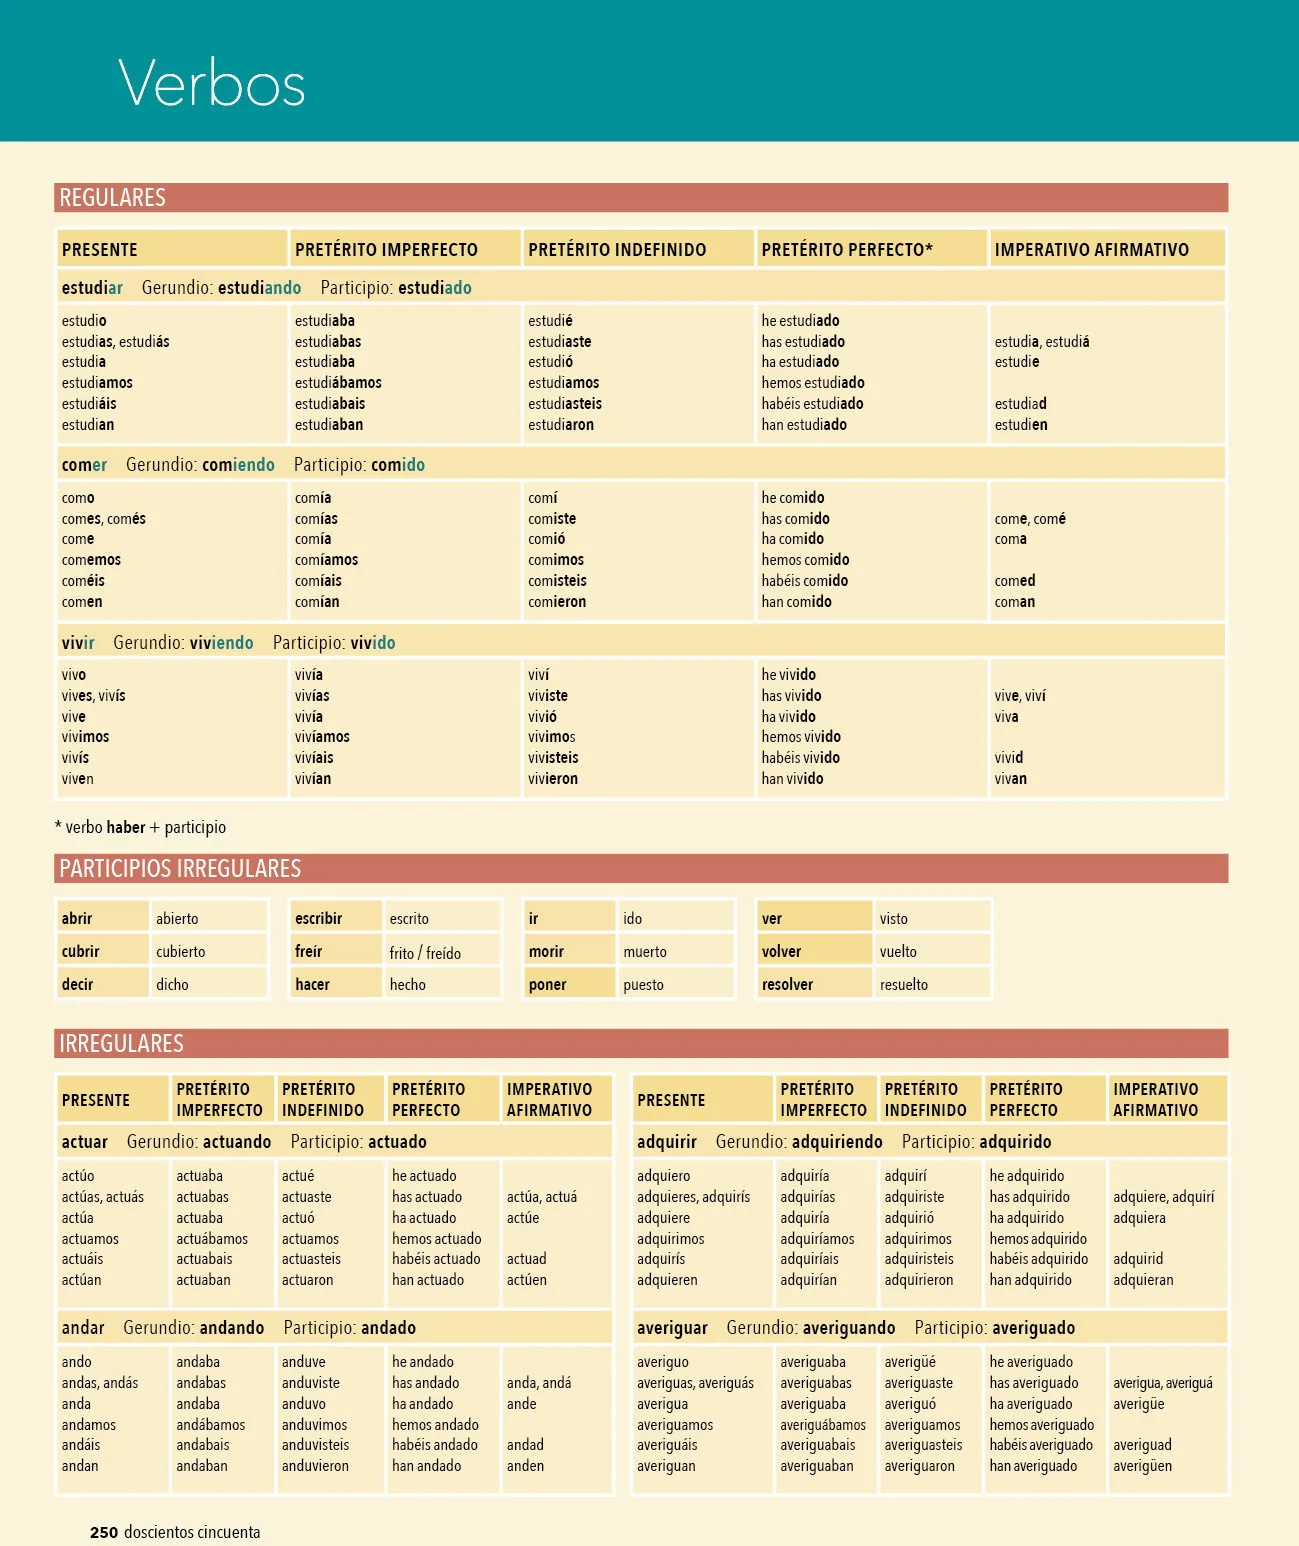 Verbos
REGULARES
PRESENTE PRETÉRITO IMPERFECTO PRETÉRITO INDEFINIDO PRETÉRITO PERFECTO* IMPERATIVO AFIRMATIVO
estudiar Gerundio: estudiando Participio: estudiado
estudio estudiaba estudié he estudiado
estudias, estudiás estudiabas estudiaste has estudiado estudia, estudiá
estudia estudiaba estudió ha estudiado estudie
estudiamos estudiábamos estudiamos hemos estudiado
estudiáis estudiabais estudiasteis habéis estudiado estudiad
estudian estudiaban estudiaron han estudiado estudien
comer Gerundio: comiendo Participio: comido
como comía comí he comido
comes, comés comías comiste has comido come, comé
come comía comió ha comido coma
comemos comíamos comimos hemos comido
coméis comíais comisteis habéis comido comed
comen comían comieron han comido coman
vivir Gerundio: viviendo Participio: vivido
vivo vivía viví he vivido
vives, vivís vivías viviste has vivido vive, viví
vive vivía vivió ha vivido viva
vivimos vivíamos vivimos hemos vivido
vivís vivíais vivisteis habéis vivido vivid
viven vivían vivieron han vivido vivan
* verbo haber + participio
PARTICIPIOS IRREGULARES
abrir abierto escribir escrito ir ido ver visto
cubrir cubierto freír frito / freído morir muerto volver vuelto
decir dicho hacer hecho poner puesto resolver resuelto
IRREGULARES
PRESENTE PRETÉRITO IMPERFECTO PRETÉRITO INDEFINIDO PRETÉRITO PERFECTO IMPERATIVO AFIRMATIVO
actuar Gerundio: actuando Participio: actuado
actúo actuaba actué he actuado
actúas, actuás actuabas actuaste has actuado actúa, actuá
actúa actuaba actuó ha actuado actúe
actuamos actuábamos actuamos hemos actuado
actuáis actuabais actuasteis habéis actuado actuad
actúan actuaban actuaron han actuado actúen
andar Gerundio: andando Participio: andado
ando andaba anduve he andado
andas, andás andabas anduviste has andado anda, andá
anda andaba anduvo ha andado ande
andamos andábamos anduvimos hemos andado
andáis andabais anduvisteis habéis andado andad
andan andaban anduvieron han andado anden
PRESENTE PRETÉRITO IMPERFECTO PRETÉRITO INDEFINIDO PRETÉRITO PERFECTO IMPERATIVO AFIRMATIVO
adquirir Gerundio: adquiriendo Participio: adquirido
adquiero adquiría adquirí he adquirido
adquieres, adquirís adquirías adquiriste has adquirido adquiere, adquirí
adquiere adquiría adquirió ha adquirido adquiera
adquirimos adquiríamos adquirimos hemos adquirido
adquirís adquiríais adquiristeis habéis adquirido adquirid
adquieren adquirían adquirieron han adquirido adquieran
averiguar Gerundio: averiguando Participio: averiguado
averiguo averiguaba averigüé he averiguado
averiguas, averiguás averiguabas averiguaste has averiguado averigua, averiguá
averigua averiguaba averiguó ha averiguado averigüe
averiguamos averiguábamos averiguamos hemos averiguado
averiguáis averiguabais averiguasteis habéis averiguado averiguad
averiguan averiguaban averiguaron han averiguado averigüen
250 doscientos cincuenta